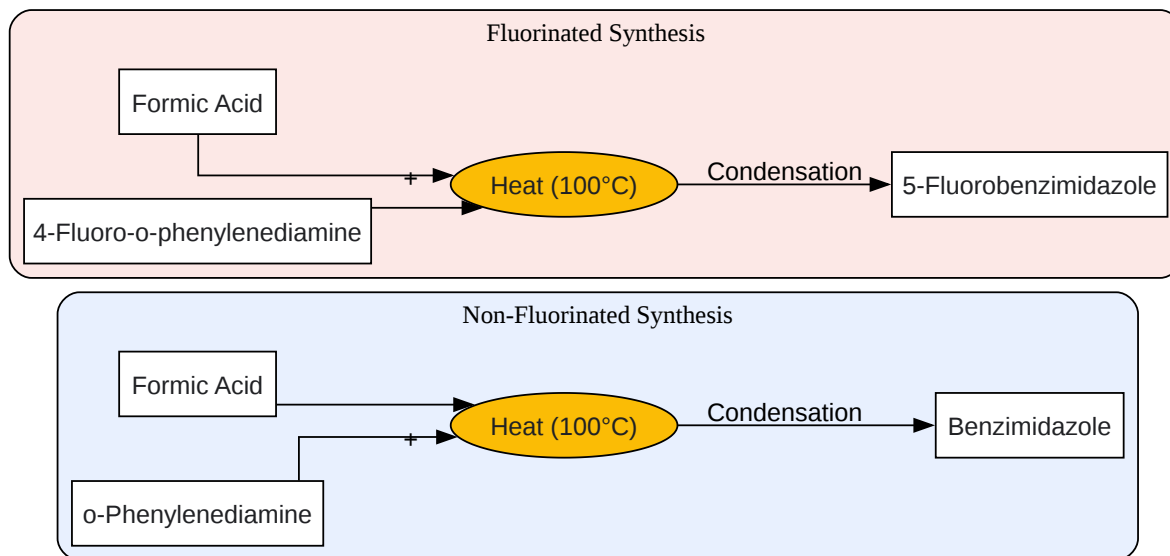 Fluorinated Synthesis
Formic Acid
+
Heat (100°C)
Condensation
5-Fluorobenzimidazole
4-Fluoro-o-phenylenediamine
Non-Fluorinated Synthesis
Formic Acid
Heat (100°C)
Condensation
Benzimidazole
+
o-Phenylenediamine